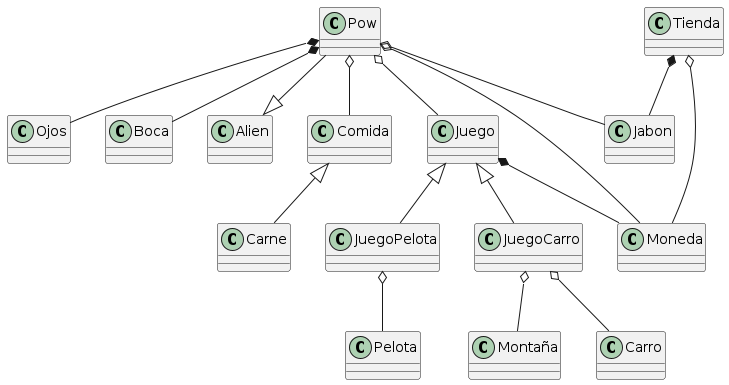 C Pow
C Tienda
C Ojos
C Boca
C Alien
C Comida
C Juego
C Jabon
C Carne
C JuegoPelota
C JuegoCarro
C Moneda
C Pelota
C Montaña
C Carro